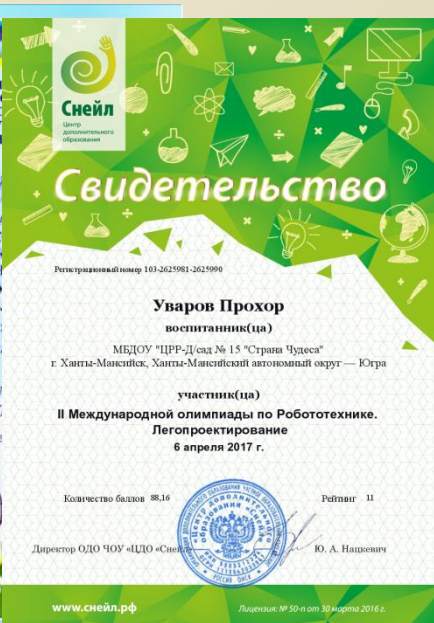 Снейл
Центр
дополнительного
образования
Свидетельство
Регистрационный номер 103-2625981-2625990
Уваров Прохор
воспитанник(ца)
МБДОУ "ЦРР-Д/сад № 15 "Страна Чудеса"
г. Ханты-Мансийск, Ханты-Мансийский автономный округ — Югра
участник(ца)
II Международной олимпиады по Робототехнике.
Легопроектирование
6 апреля 2017 г.
Количество баллов 88,16
Рейтинг 11
Директор ОДО ЧОУ «ЦДО «Снейл»
Ю. А. Нацкевич
www.снейл.рф
Лицензия: № 50-п от 30 марта 2016 г.